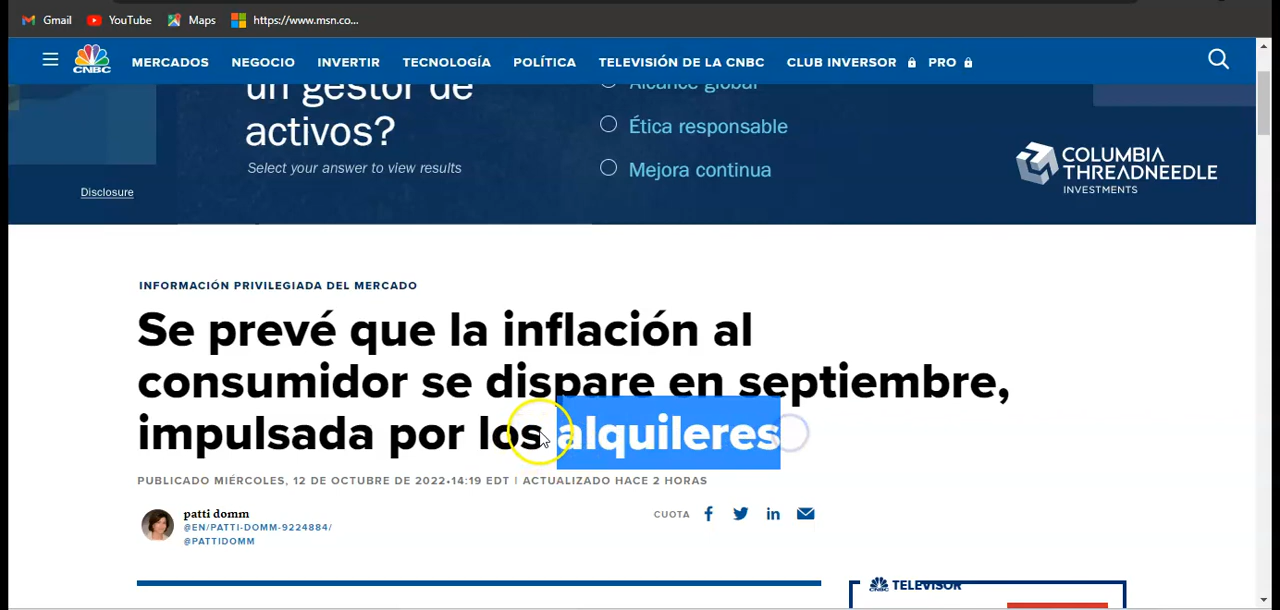 Gmail YouTube Maps https://www.msn.co...
CNBC MERCADOS NEGOCIO INVERTIR TECNOLOGÍA POLÍTICA TELEVISIÓN DE LA CNBC CLUB INVERSOR PRO
un gestor de
activos?
Select your answer to view results
Disclosure
Alcance global
Ética responsable
Mejora continua
COLUMBIA
THREADNEEDLE
INVESTMENTS
INFORMACIÓN PRIVILEGIADA DEL MERCADO
Se prevé que la inflación al
consumidor se dispare en septiembre,
impulsada por los alquileres
PUBLICADO MIÉRCOLES, 12 DE OCTUBRE DE 2022•14:19 EDT | ACTUALIZADO HACE 2 HORAS
patti domm
@EN/PATTI-DOMM-9224884/
@PATTIDOMM
CUOTA
CNBC TELEVISOR